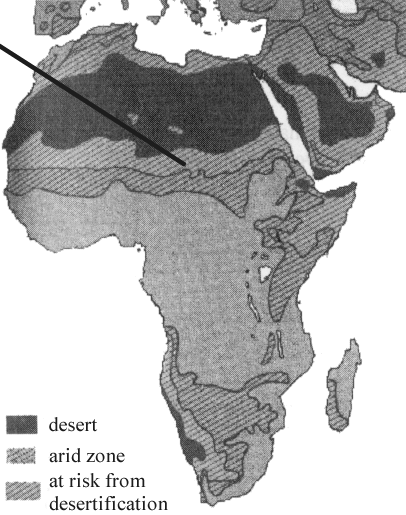 desert
arid zone
at risk from
desertification